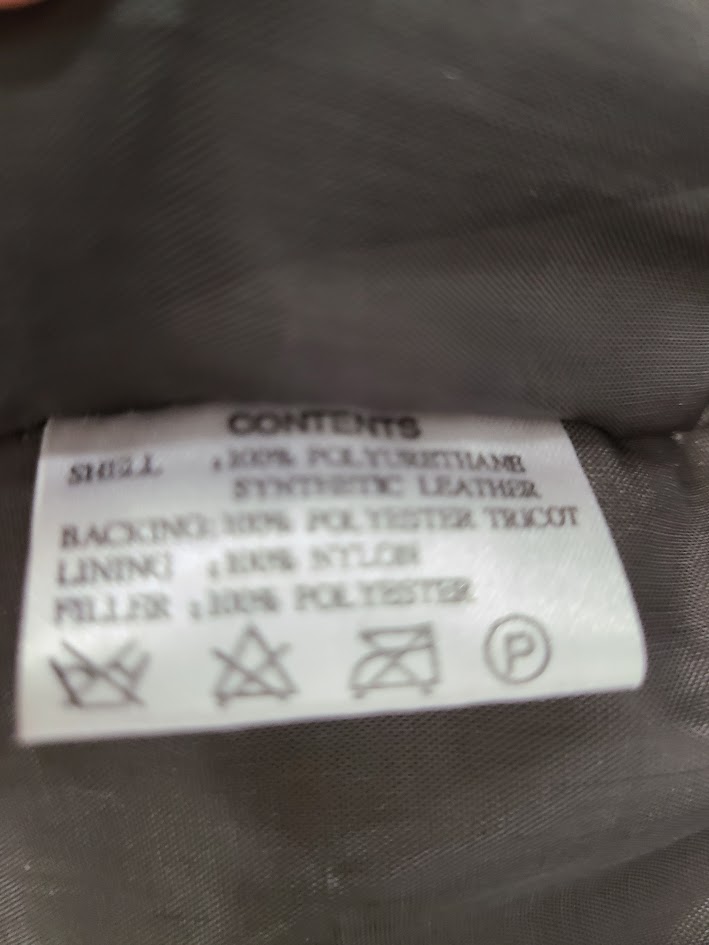 CONTENTS
SHELL : 100% POLYURETHANE
SYNTHETIC LEATHER
BACKING: 100% POLYESTER TRICOT
LINING : 100% NYLON
FILLER : 100% POLYESTER
P